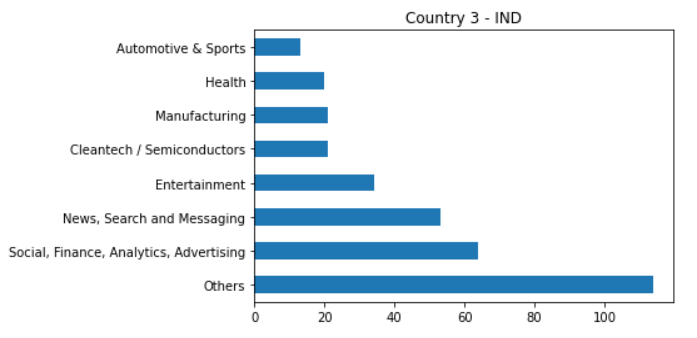 Country 3 - IND
Automotive & Sports
Health
Manufacturing
Cleantech / Semiconductors
Entertainment
News, Search and Messaging
Social, Finance, Analytics, Advertising
Others
0 20 40 60 80 100